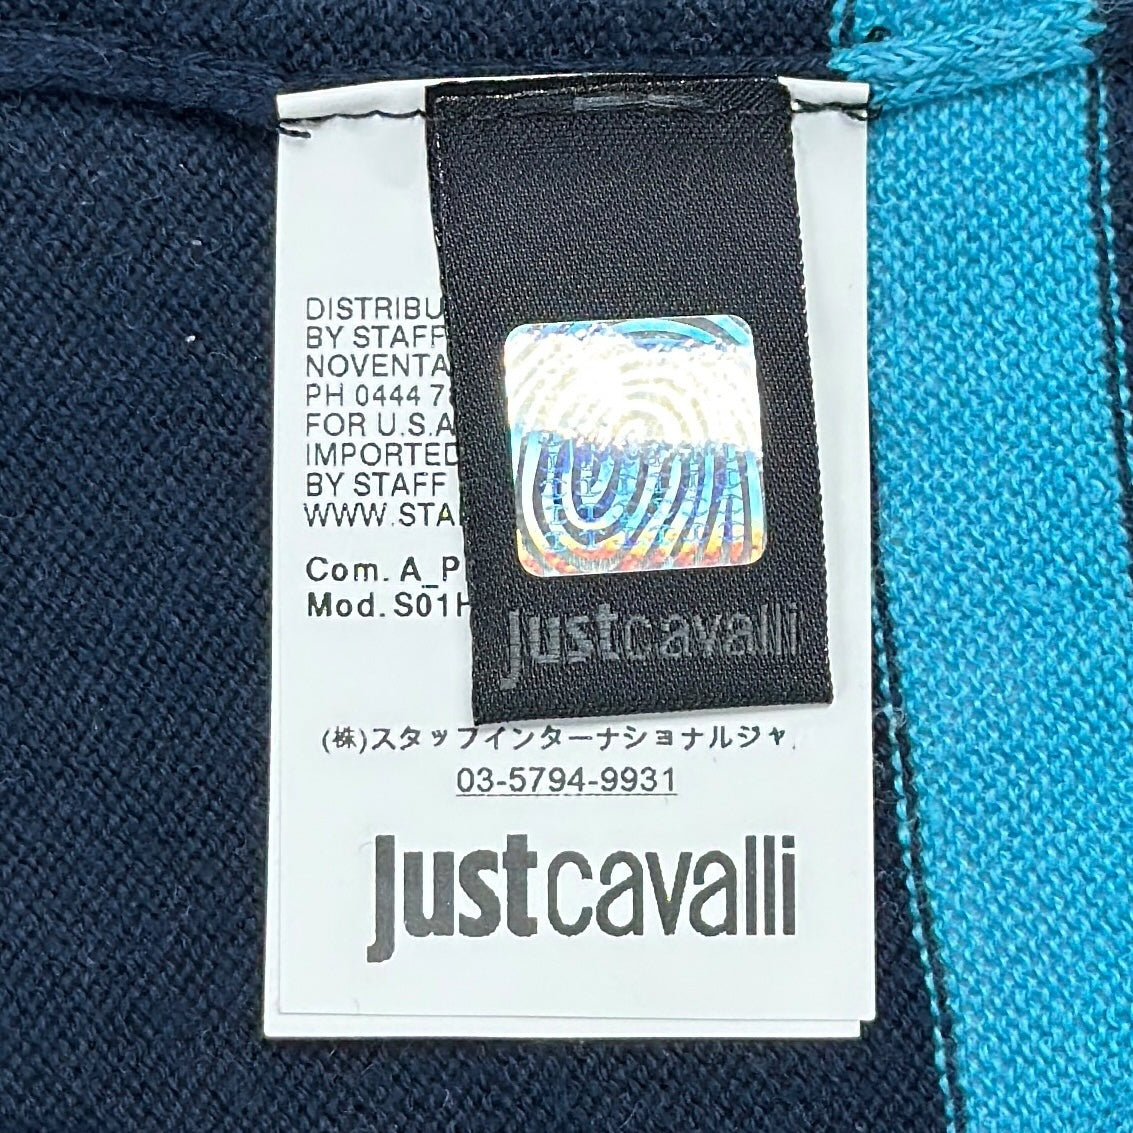 DISTRIBU
BY STAFF
NOVENTA
PH 0444 7
FOR U.S.A
IMPORTED
BY STAFF
WWW.STA
Com. A_P
Mod. S01H
justcavalli
(株)スタッフインターナショナルジャ
03-5794-9931
justcavalli